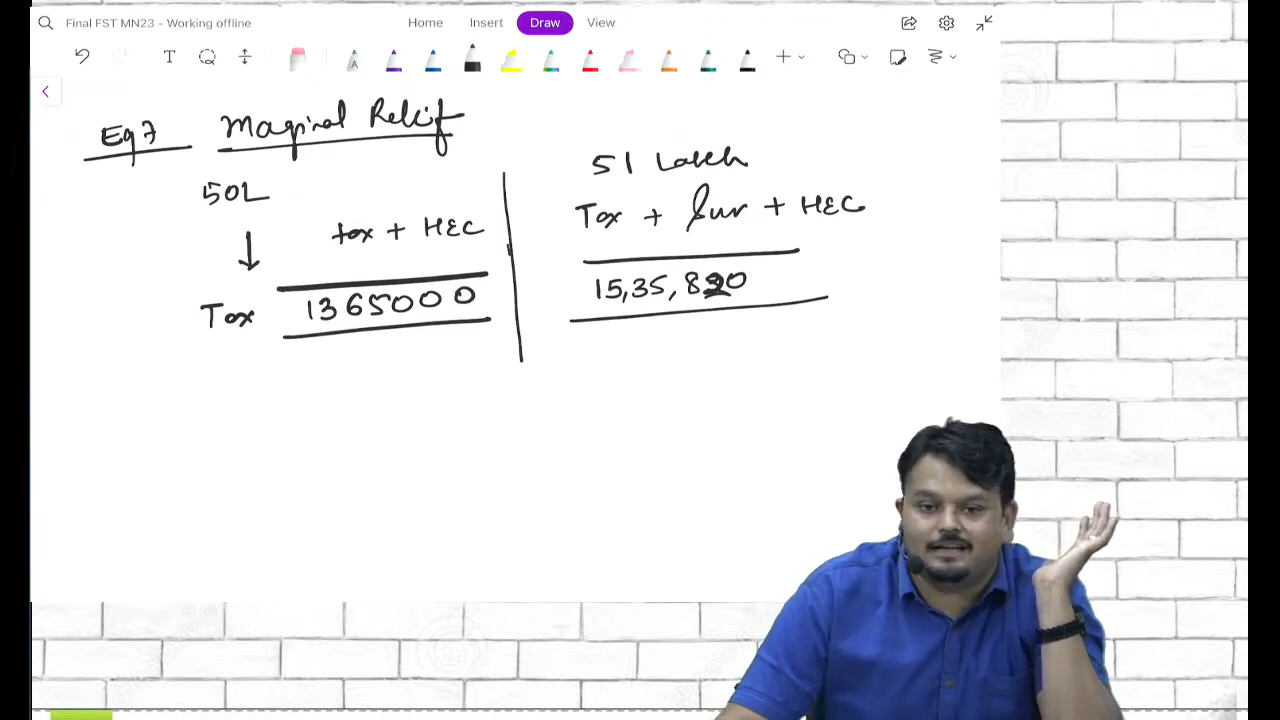 Final FST MN23 - Working offline
Home Insert Draw View
Eg 7 Maginal Relief
50L
tax + HEC
Tax 1365000
51 Lakh
Tax + Sur + HEC
15,35,820